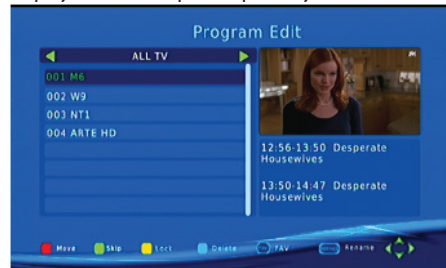 Program Edit
ALL TV
001 M6
002 W9
003 NT1
004 ARTE HD
12:56-13:50 Desperate
Housewives
13:50-14:47 Desperate
Housewives
Move Skip Lock Delete FAV Rename